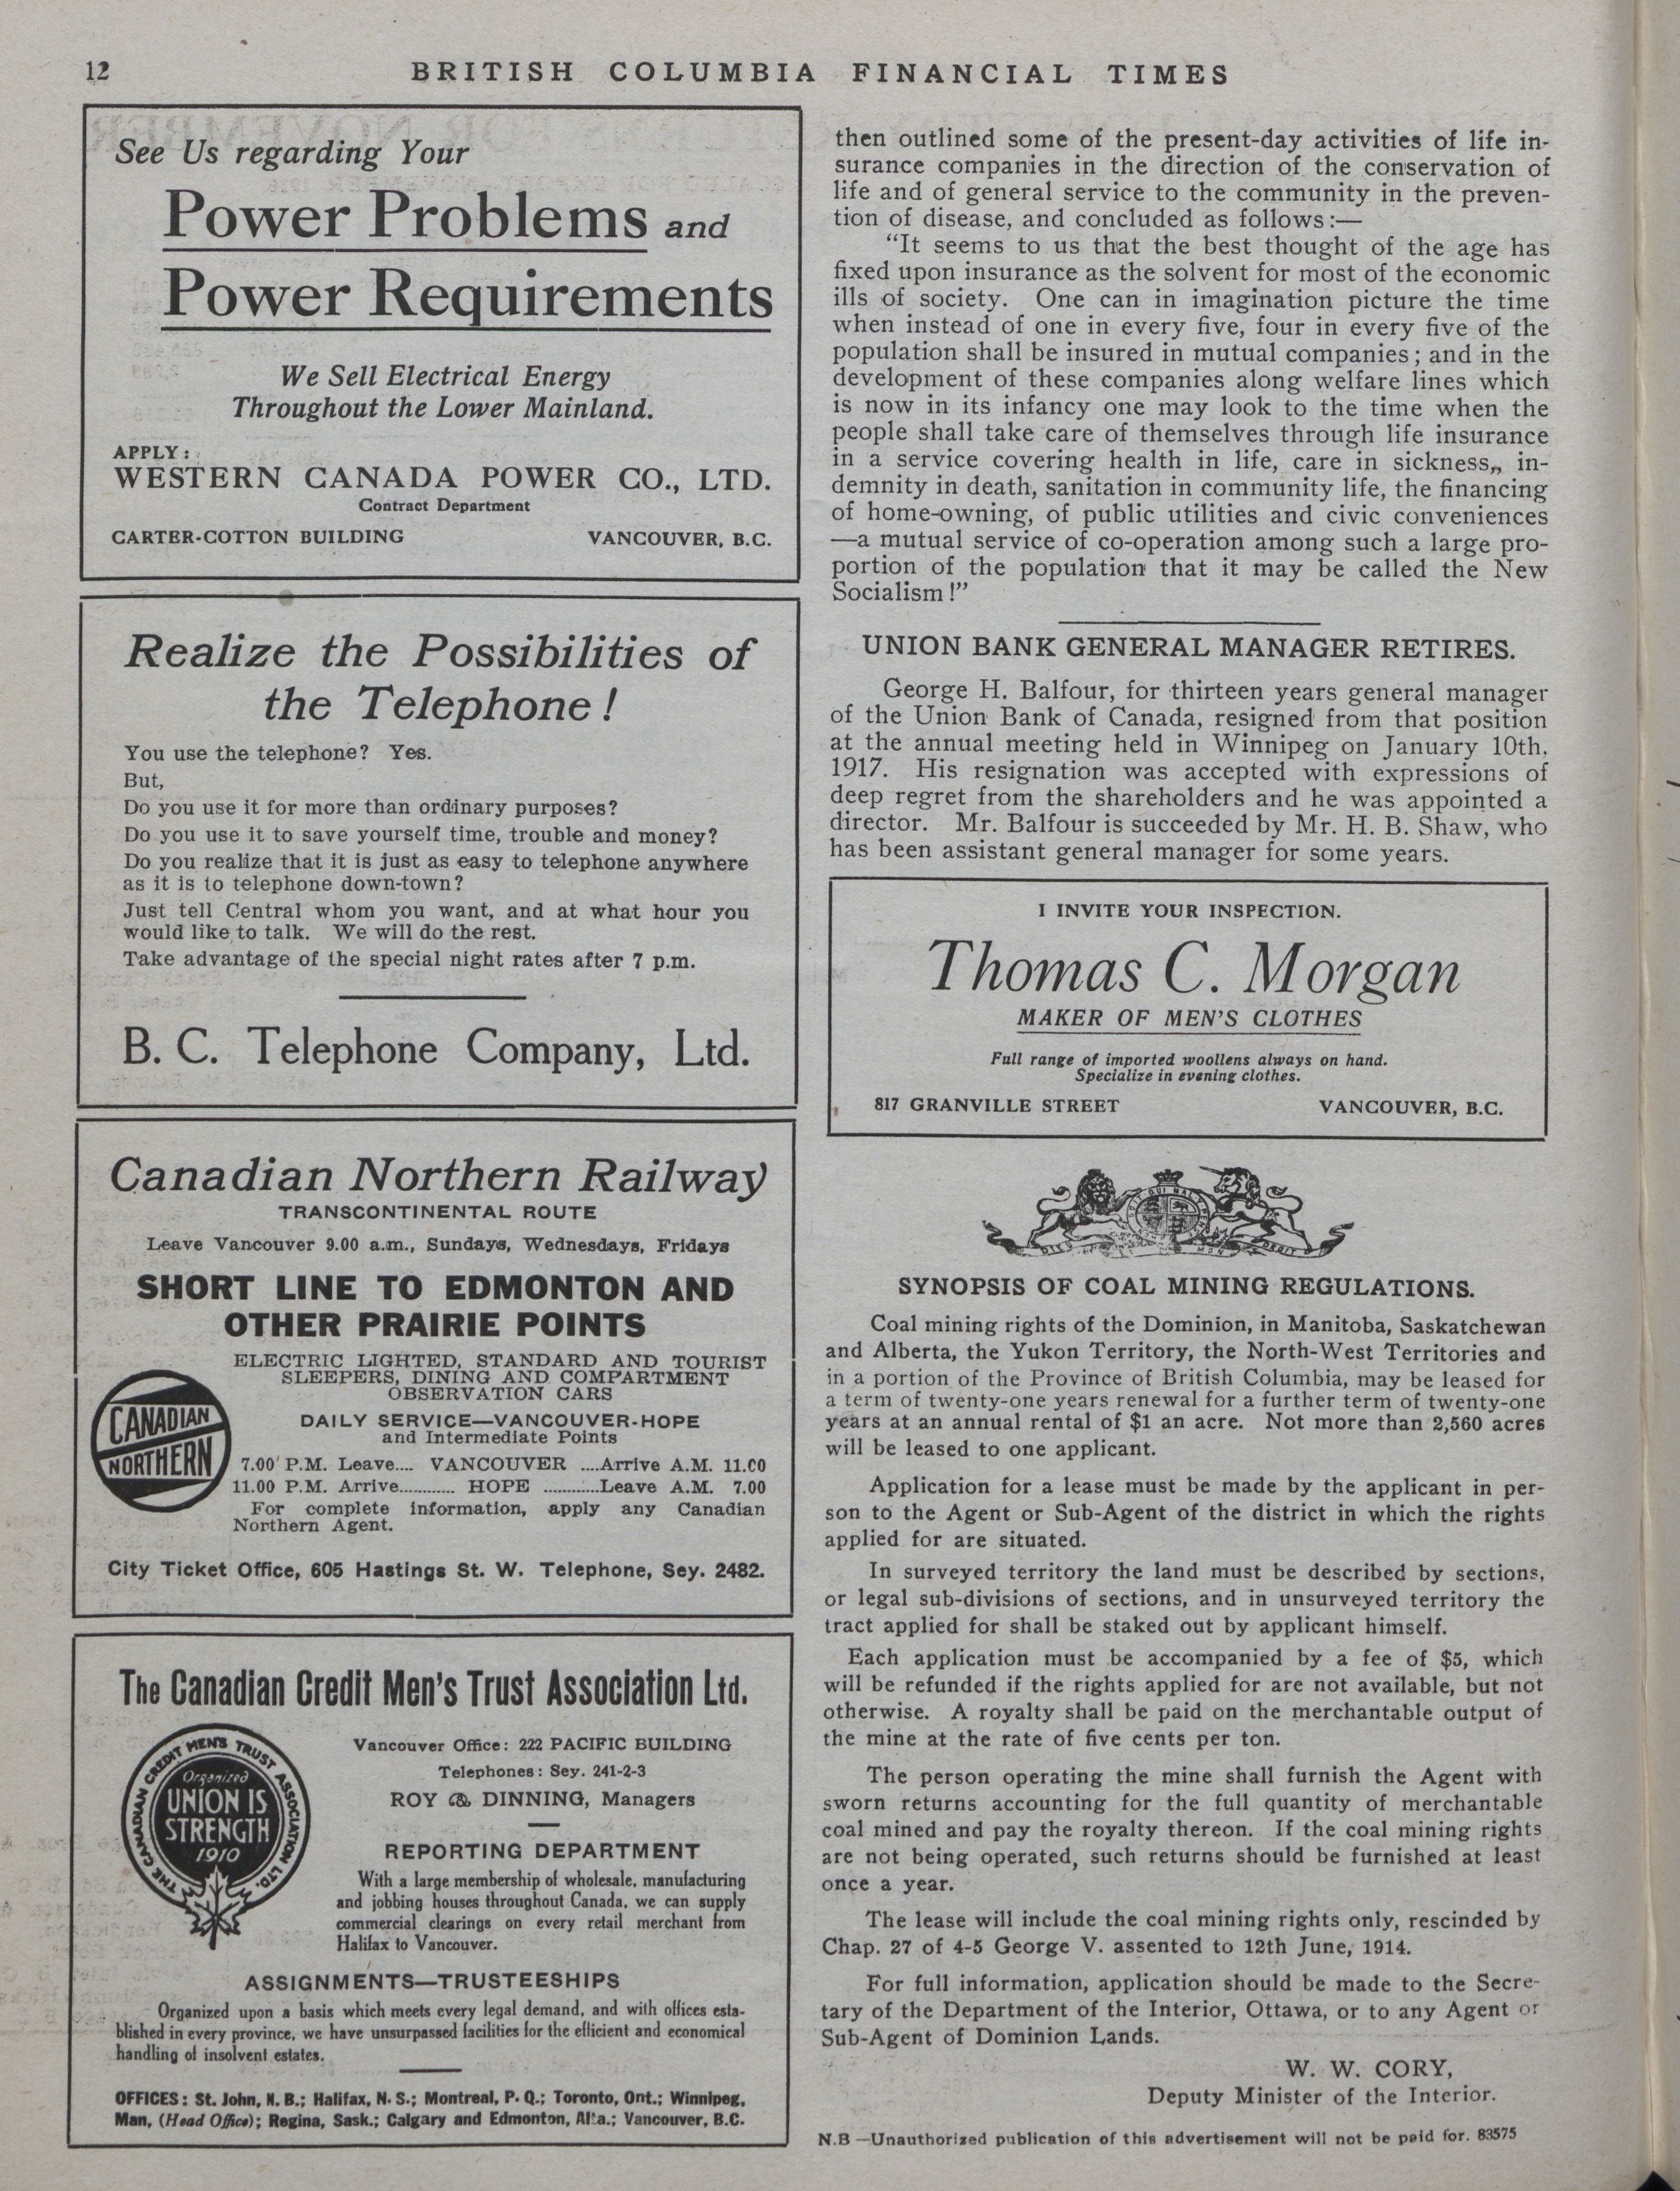 12
BRITISH COLUMBIA FINANCIAL TIMES
See Us regarding Your
Power Problems and
Power Requirements
We Sell Electrical Energy
Throughout the Lower Mainland.
APPLY:
WESTERN CANADA POWER CO., LTD.
Contract Department
CARTER-COTTON BUILDING VANCOUVER, B.C.
Realize the Possibilities of
the Telephone!
You use the telephone? Yes.
But,
Do you use it for more than ordinary purposes?
Do you use it to save yourself time, trouble and money?
Do you realize that it is just as easy to telephone anywhere
as it is to telephone down-town?
Just tell Central whom you want, and at what hour you
would like to talk. We will do the rest.
Take advantage of the special night rates after 7 p.m.
B. C. Telephone Company, Ltd.
Canadian Northern Railway
TRANSCONTINENTAL ROUTE
Leave Vancouver 9.00 a.m., Sundays, Wednesdays, Fridays
SHORT LINE TO EDMONTON AND
OTHER PRAIRIE POINTS
ELECTRIC LIGHTED, STANDARD AND TOURIST
SLEEPERS, DINING AND COMPARTMENT
OBSERVATION CARS
CANADIAN
NORTHERN
DAILY SERVICE—VANCOUVER-HOPE
and Intermediate Points
7.00 P.M. Leave.... VANCOUVER ....Arrive A.M. 11.00
11.00 P.M. Arrive............ HOPE ............Leave A.M. 7.00
For complete information, apply any Canadian
Northern Agent.
City Ticket Office, 605 Hastings St. W. Telephone, Sey. 2482.
The Canadian Credit Men's Trust Association Ltd.
THE CANADIAN CREDIT MEN'S TRUST ASSOCIATION LTD.
Organized
UNION IS
STRENGTH
1910
Vancouver Office: 222 PACIFIC BUILDING
Telephones: Sey. 241-2-3
ROY & DINNING, Managers
REPORTING DEPARTMENT
With a large membership of wholesale, manufacturing
and jobbing houses throughout Canada, we can supply
commercial clearings on every retail merchant from
Halifax to Vancouver.
ASSIGNMENTS—TRUSTEESHIPS
Organized upon a basis which meets every legal demand, and with offices esta-
blished in every province, we have unsurpassed facilities for the efficient and economical
handling of insolvent estates.
OFFICES: St. John, N. B.; Halifax, N. S.; Montreal, P. Q.; Toronto, Ont.; Winnipeg,
Man, (Head Office); Regina, Sask.; Calgary and Edmonton, Alta.; Vancouver, B.C.
then outlined some of the present-day activities of life in-
surance companies in the direction of the conservation of
life and of general service to the community in the preven-
tion of disease, and concluded as follows:—
"It seems to us that the best thought of the age has
fixed upon insurance as the solvent for most of the economic
ills of society. One can in imagination picture the time
when instead of one in every five, four in every five of the
population shall be insured in mutual companies; and in the
development of these companies along welfare lines which
is now in its infancy one may look to the time when the
people shall take care of themselves through life insurance
in a service covering health in life, care in sickness,, in-
demnity in death, sanitation in community life, the financing
of home-owning, of public utilities and civic conveniences
—a mutual service of co-operation among such a large pro-
portion of the population that it may be called the New
Socialism!"
UNION BANK GENERAL MANAGER RETIRES.
George H. Balfour, for thirteen years general manager
of the Union Bank of Canada, resigned from that position
at the annual meeting held in Winnipeg on January 10th.
1917. His resignation was accepted with expressions of
deep regret from the shareholders and he was appointed a
director. Mr. Balfour is succeeded by Mr. H. B. Shaw, who
has been assistant general manager for some years.
I INVITE YOUR INSPECTION.
Thomas C. Morgan
MAKER OF MEN'S CLOTHES
Full range of imported woollens always on hand.
Specialize in evening clothes.
817 GRANVILLE STREET VANCOUVER, B.C.
SYNOPSIS OF COAL MINING REGULATIONS.
Coal mining rights of the Dominion, in Manitoba, Saskatchewan
and Alberta, the Yukon Territory, the North-West Territories and
in a portion of the Province of British Columbia, may be leased for
a term of twenty-one years renewal for a further term of twenty-one
years at an annual rental of $1 an acre. Not more than 2,560 acres
will be leased to one applicant.
Application for a lease must be made by the applicant in per-
son to the Agent or Sub-Agent of the district in which the rights
applied for are situated.
In surveyed territory the land must be described by sections,
or legal sub-divisions of sections, and in unsurveyed territory the
tract applied for shall be staked out by applicant himself.
Each application must be accompanied by a fee of $5, which
will be refunded if the rights applied for are not available, but not
otherwise. A royalty shall be paid on the merchantable output of
the mine at the rate of five cents per ton.
The person operating the mine shall furnish the Agent with
sworn returns accounting for the full quantity of merchantable
coal mined and pay the royalty thereon. If the coal mining rights
are not being operated, such returns should be furnished at least
once a year.
The lease will include the coal mining rights only, rescinded by
Chap. 27 of 4-5 George V. assented to 12th June, 1914.
For full information, application should be made to the Secre-
tary of the Department of the Interior, Ottawa, or to any Agent or
Sub-Agent of Dominion Lands.
W. W. CORY,
Deputy Minister of the Interior.
N.B—Unauthorized publication of this advertisement will not be paid for. 83575